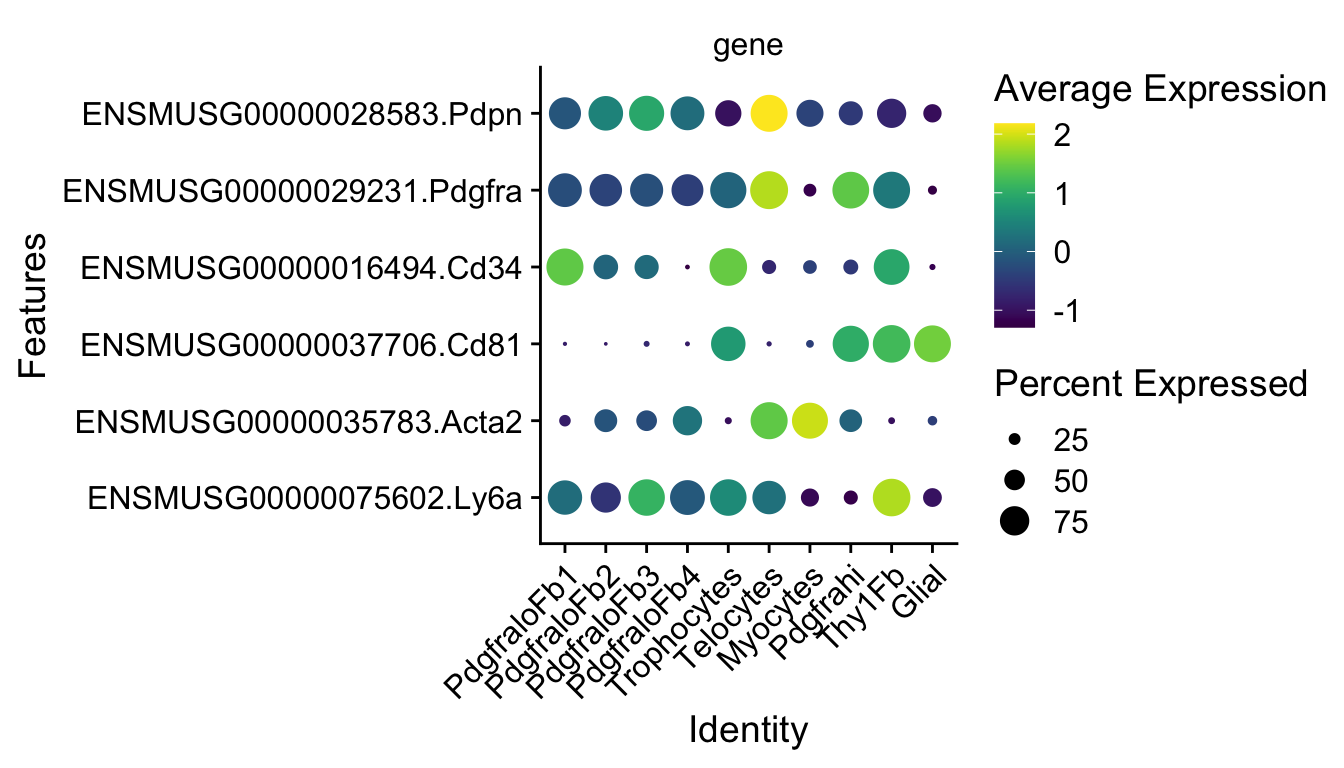 gene
Features
ENSMUSG00000028583.Pdpn
ENSMUSG00000029231.Pdgfra
ENSMUSG00000016494.Cd34
ENSMUSG00000037706.Cd81
ENSMUSG00000035783.Acta2
ENSMUSG00000075602.Ly6a
PdgfraloFb1
PdgfraloFb2
PdgfraloFb3
PdgfraloFb4
Trophocytes
Telocytes
Myocytes
Pdgfrahi
Thy1Fb
Glial
Identity
Average Expression
2
1
0
-1
Percent Expressed
25
50
75